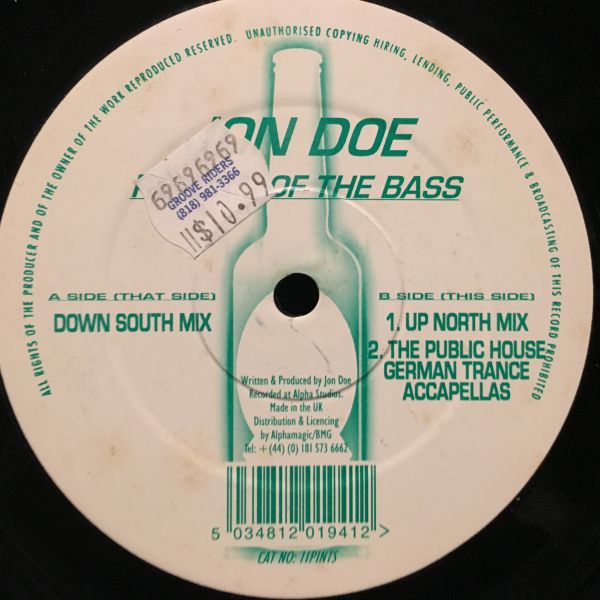 ALL RIGHTS OF THE PRODUCER AND OF THE OWNER OF THE WORK REPRODUCED RESERVED. UNAUTHORISED COPYING HIRING, LENDING, PUBLIC PERFORMANCE & BROADCASTING OF THIS RECORD PROHIBITED
JON DOE
OF THE BASS
69696969
GROOVE RIDERS
(818) 981-3366
11$10.99
A SIDE (THAT SIDE)
DOWN SOUTH MIX
B SIDE (THIS SIDE)
1. UP NORTH MIX
2. THE PUBLIC HOUSE
GERMAN TRANCE
ACCAPELLAS
Written & Produced by Jon Doe
Recorded at Alpha Studios.
Made in the UK
Distribution & Licencing
by Alphamagic/BMG
Tel: +(44) (0) 181 573 6662
5 034812 019412 >
CAT NO: 11PINTS